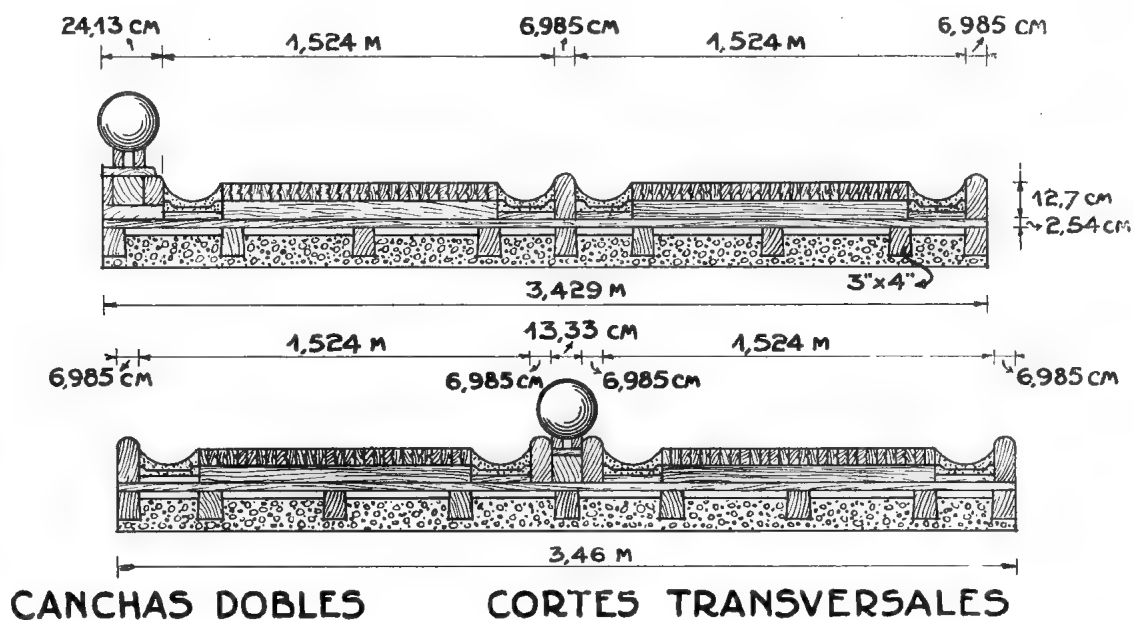 24,13 CM
1,524 M
6,985 CM
1,524 M
6,985 CM
12,7 CM
2,54 CM
3"x4"
3,429 M
13,33 CM
1,524 M
1,524 M
6,985 CM
6,985 CM
6,985 CM
6,985 CM
3,46 M
CANCHAS DOBLES CORTES TRANSVERSALES